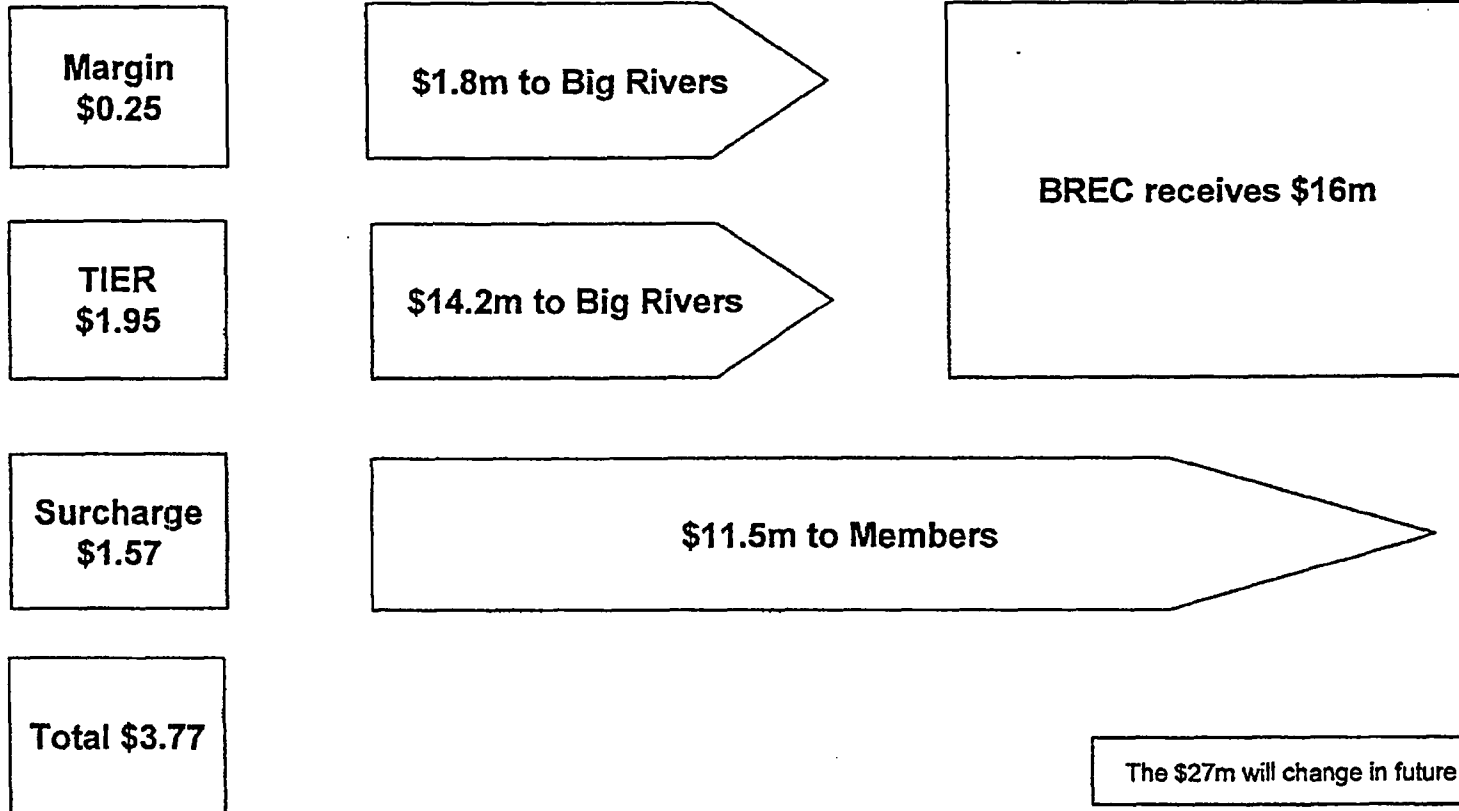 Margin
$0.25
$1.8m to Big Rivers
BREC receives $16m
TIER
$1.95
$14.2m to Big Rivers
Surcharge
$1.57
$11.5m to Members
Total $3.77
The $27m will change in future